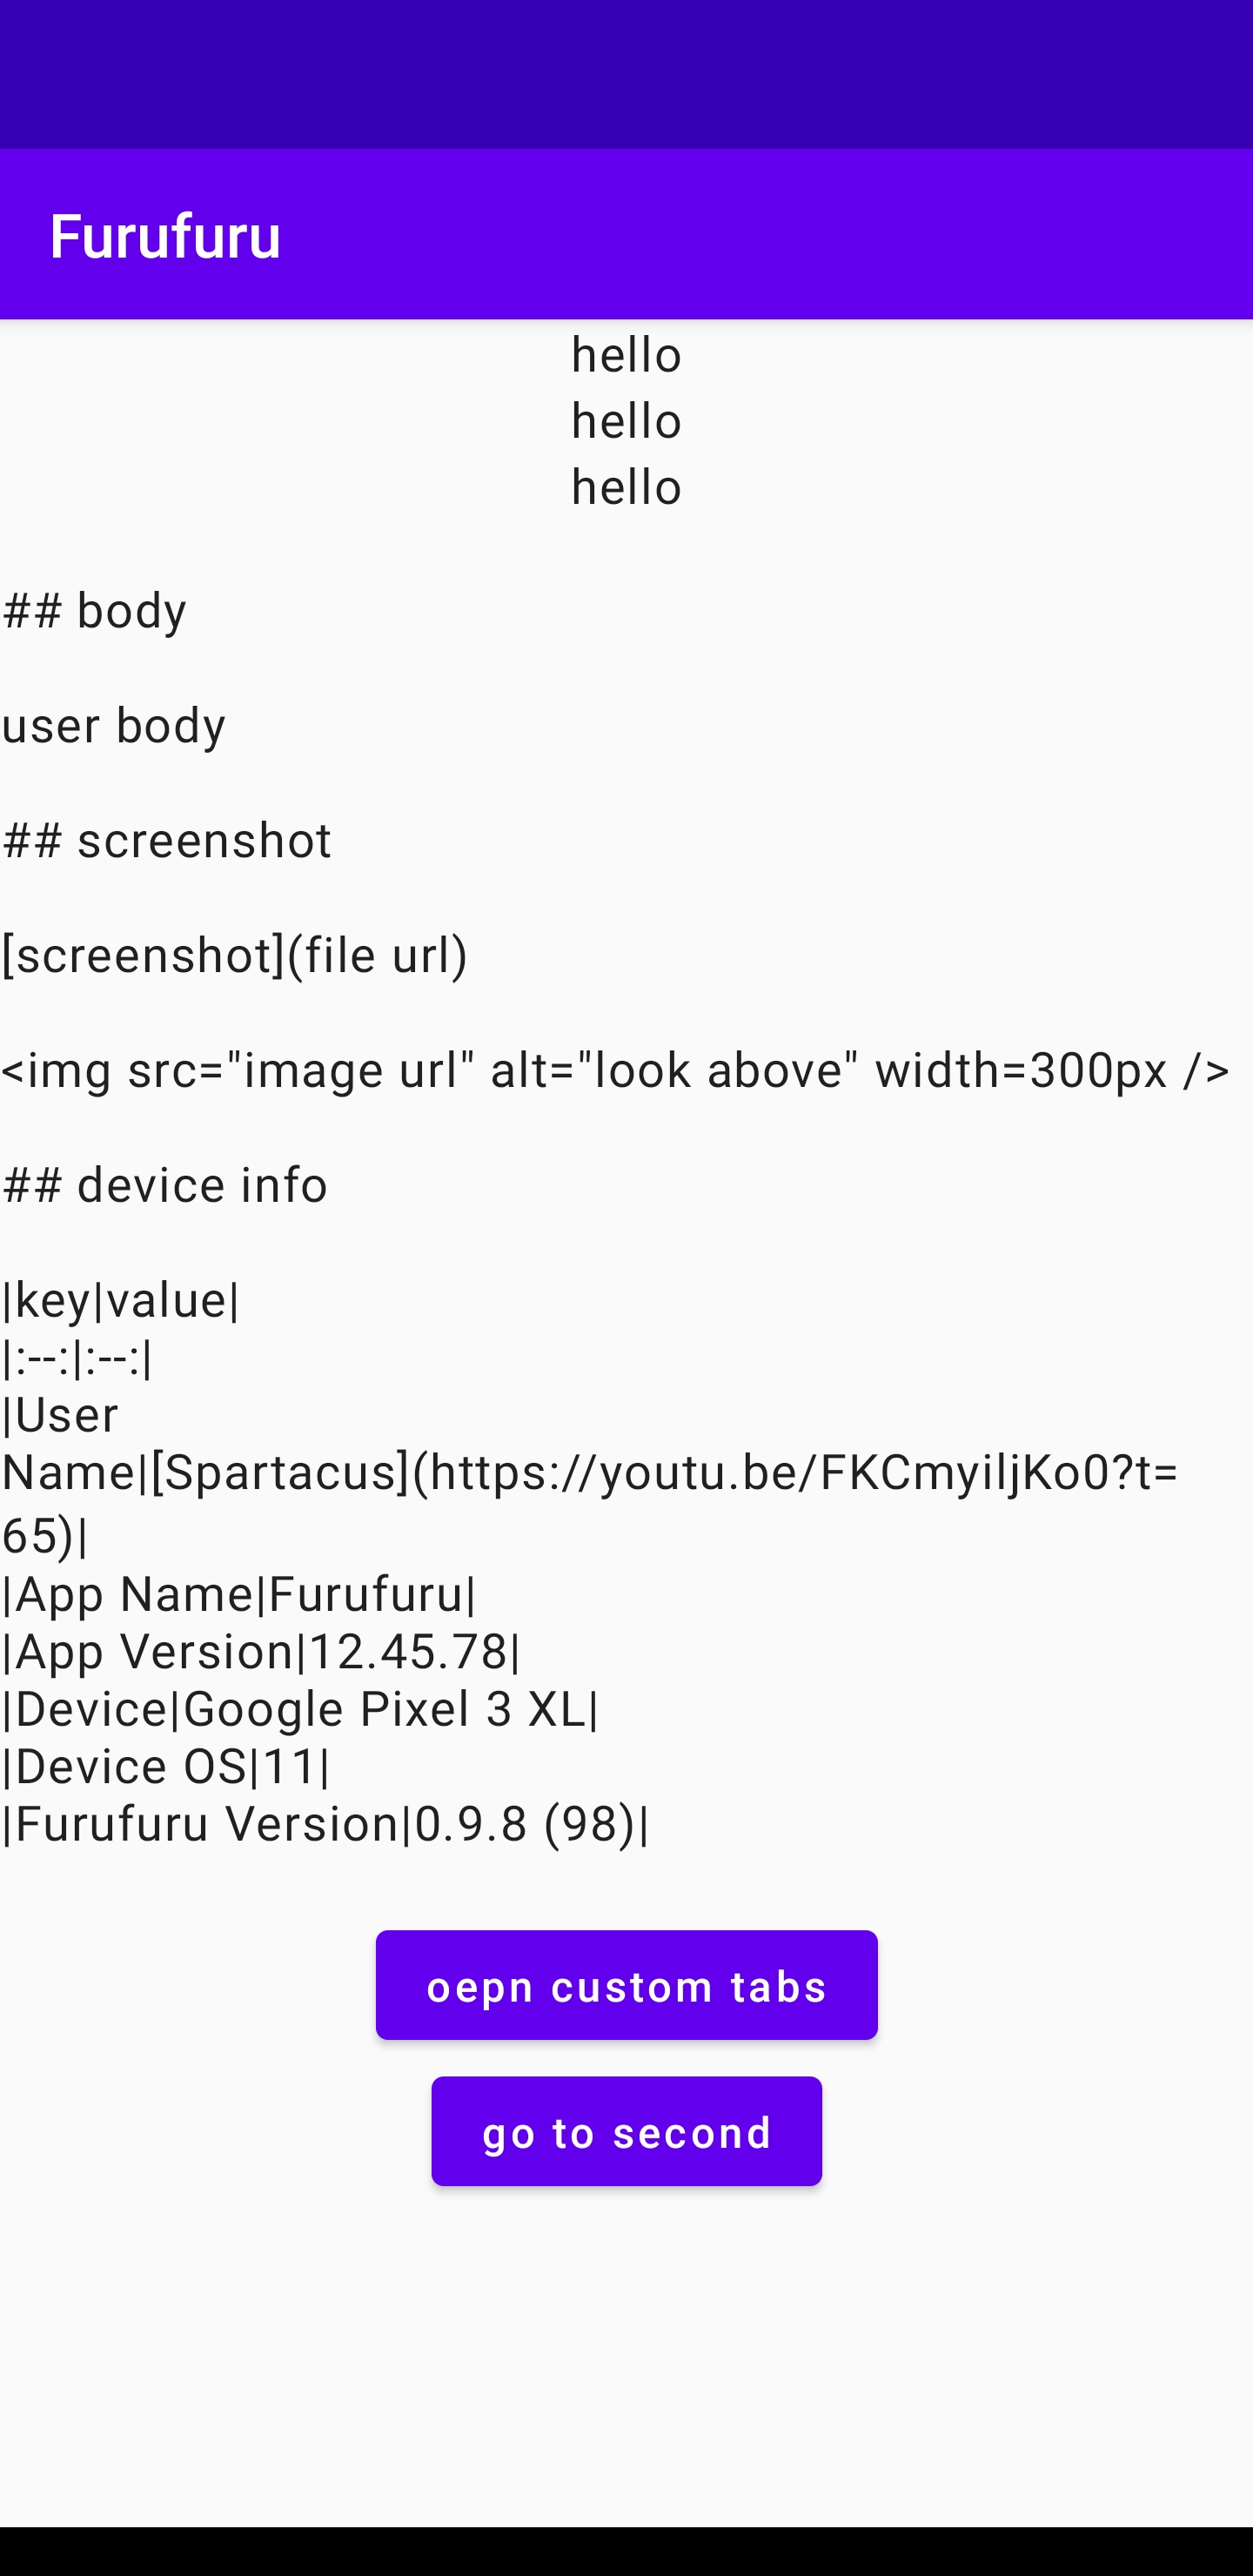 Furufuru
hello
hello
hello
## body
user body
## screenshot
[screenshot](file url)
<img src="image url" alt="look above" width=300px />
## device info
|key|value|
|:--:|:--:|
|User
Name|[Spartacus](https://youtu.be/FKCmyiljKo0?t=
65)|
|App Name|Furufuru|
|App Version|12.45.78|
|Device|Google Pixel 3 XL|
|Device OS|11|
|Furufuru Version|0.9.8 (98)|
oepn custom tabs
go to second